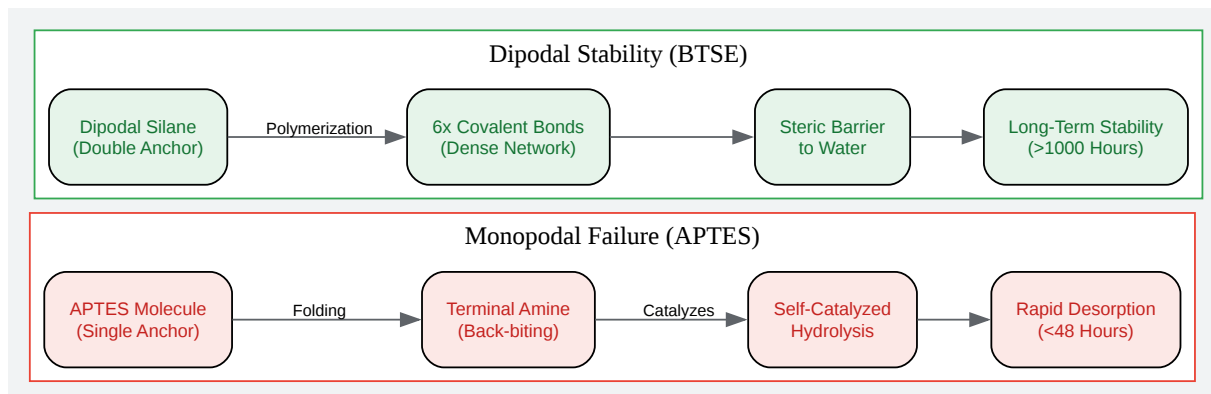 Dipodal Stability (BTSE)
Dipodal Silane
(Double Anchor)
Polymerization
6x Covalent Bonds
(Dense Network)
Steric Barrier
to Water
Long-Term Stability
(>1000 Hours)
Monopodal Failure (APTES)
APTES Molecule
(Single Anchor)
Folding
Terminal Amine
(Back-biting)
Catalyzes
Self-Catalyzed
Hydrolysis
Rapid Desorption
(<48 Hours)